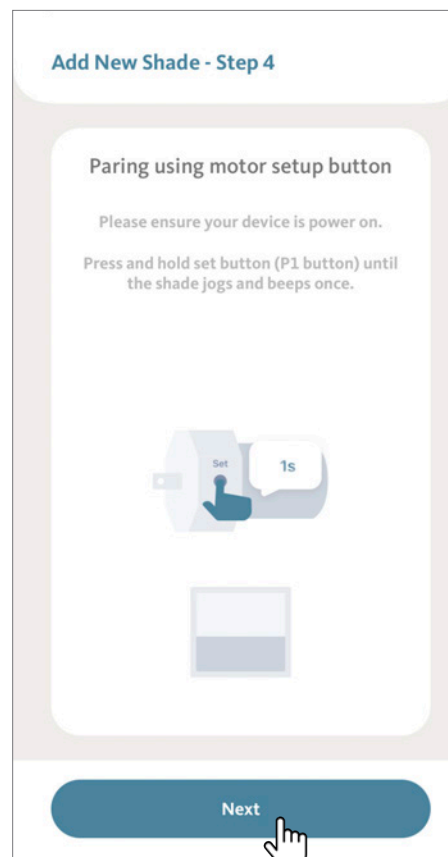 Add New Shade - Step 4
Paring using motor setup button
Please ensure your device is power on.
Press and hold set button (P1 button) until
the shade jogs and beeps once.
Set
1s
Next